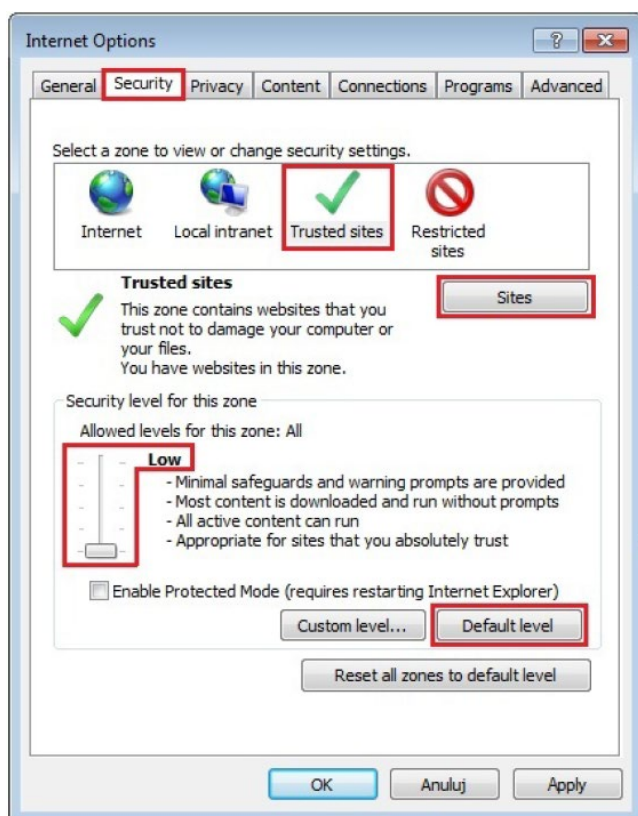 Internet Options
General Security Privacy Content Connections Programs Advanced
Select a zone to view or change security settings.
Internet Local intranet Trusted sites Restricted
sites
Trusted sites
Sites
This zone contains websites that you
trust not to damage your computer or
your files.
You have websites in this zone.
Security level for this zone
Allowed levels for this zone: All
Low
- Minimal safeguards and warning prompts are provided
- Most content is downloaded and run without prompts
- All active content can run
- Appropriate for sites that you absolutely trust
Enable Protected Mode (requires restarting Internet Explorer)
Custom level... Default level
Reset all zones to default level
OK Anuluj Apply